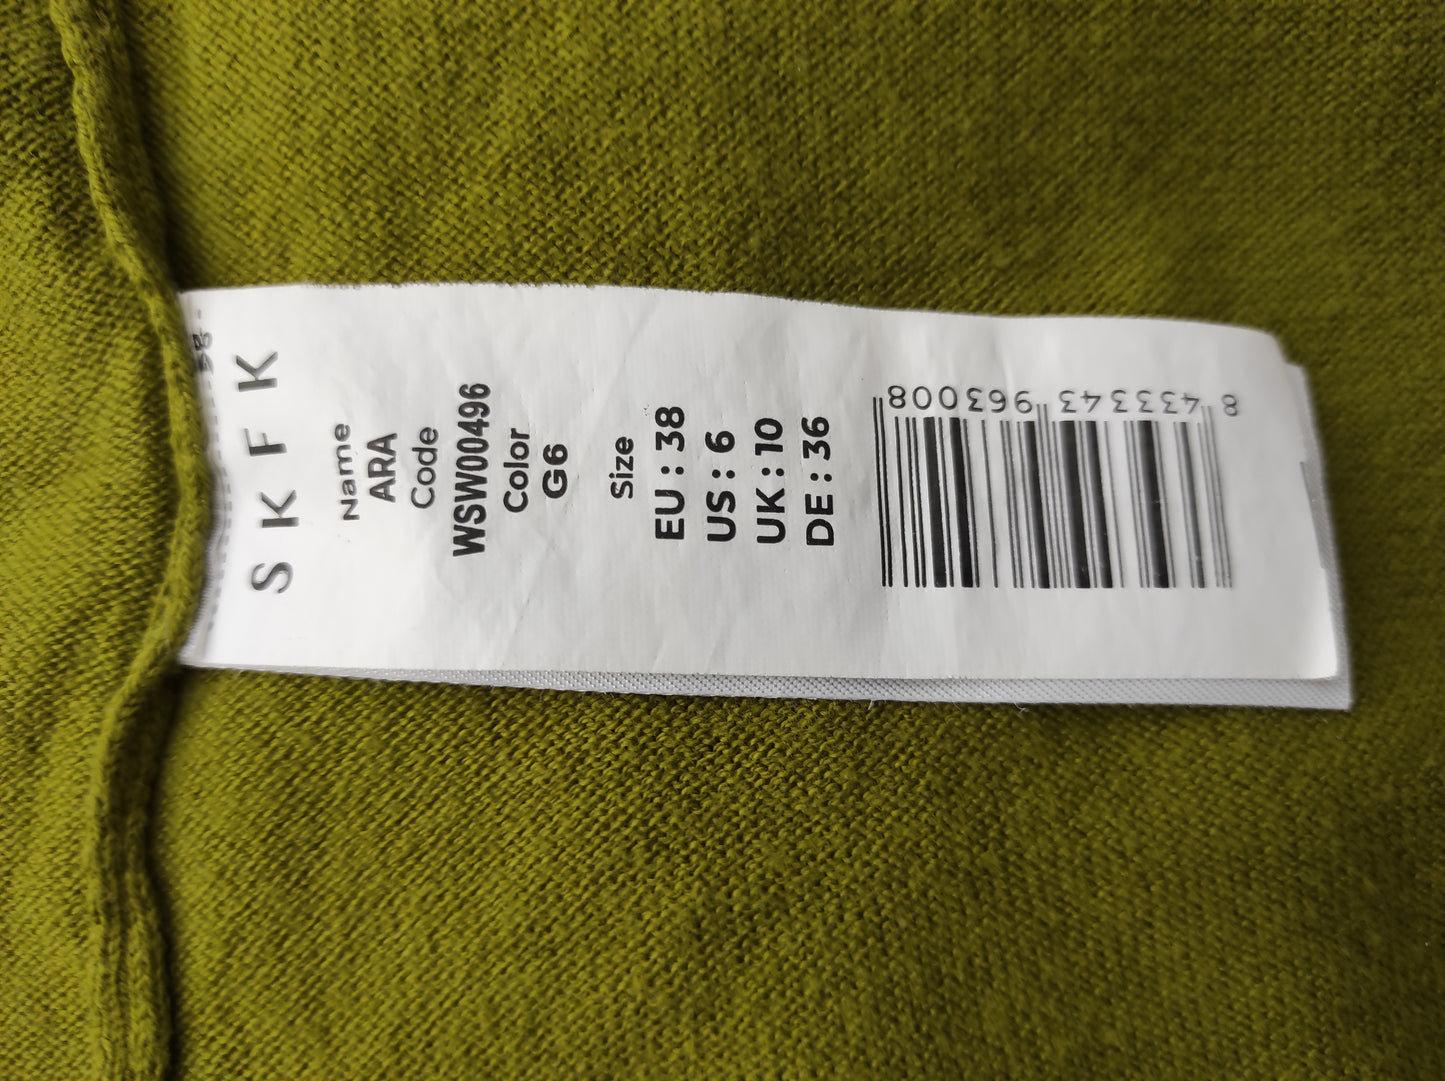 SKFK
Name
ARA
Code
WSW00496
Color
G6
Size
EU : 38
US : 6
UK : 10
DE : 36
8 433343 963008